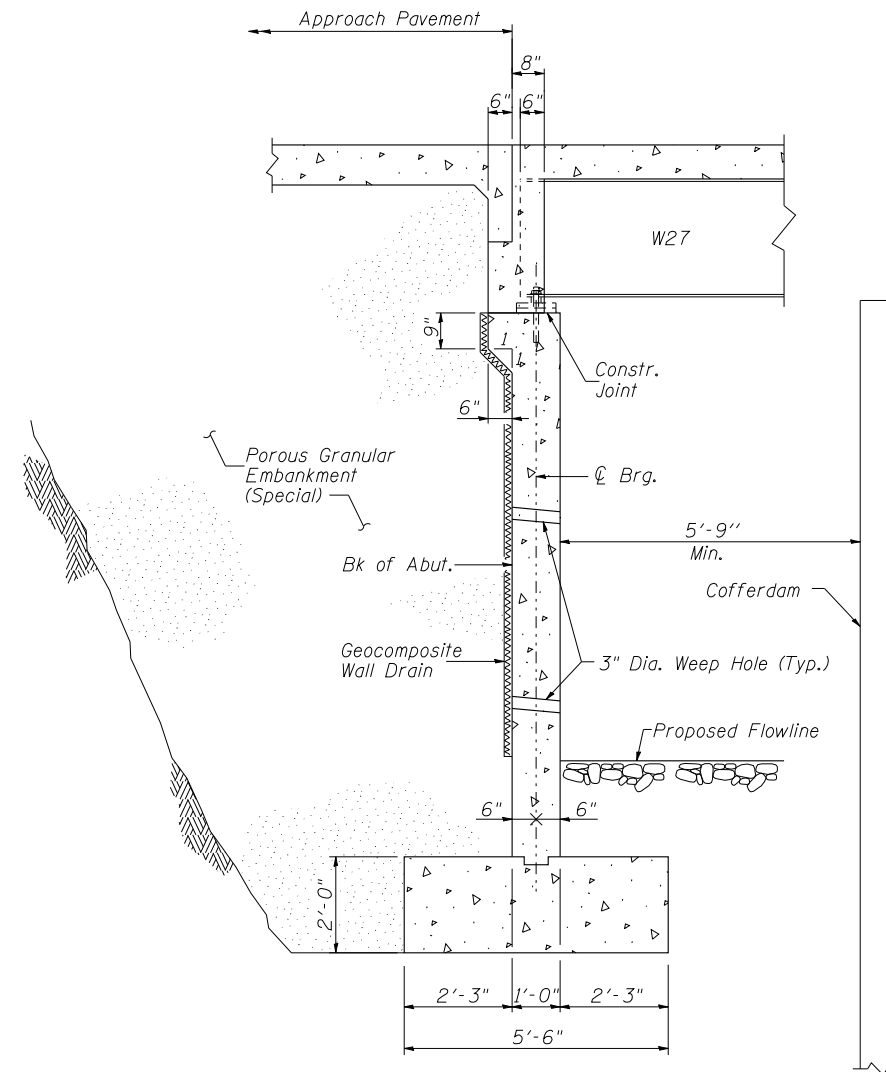 Approach Pavement
8"
6"
6"
W27
9"
1
1
Constr.
Joint
6"
Porous Granular
Embankment
(Special)
℄ Brg.
5'-9"
Min.
Bk of Abut.
Cofferdam
Geocomposite
Wall Drain
3" Dia. Weep Hole (Typ.)
Proposed Flowline
6"
6"
2'-0"
2'-3"
1'-0"
2'-3"
5'-6"